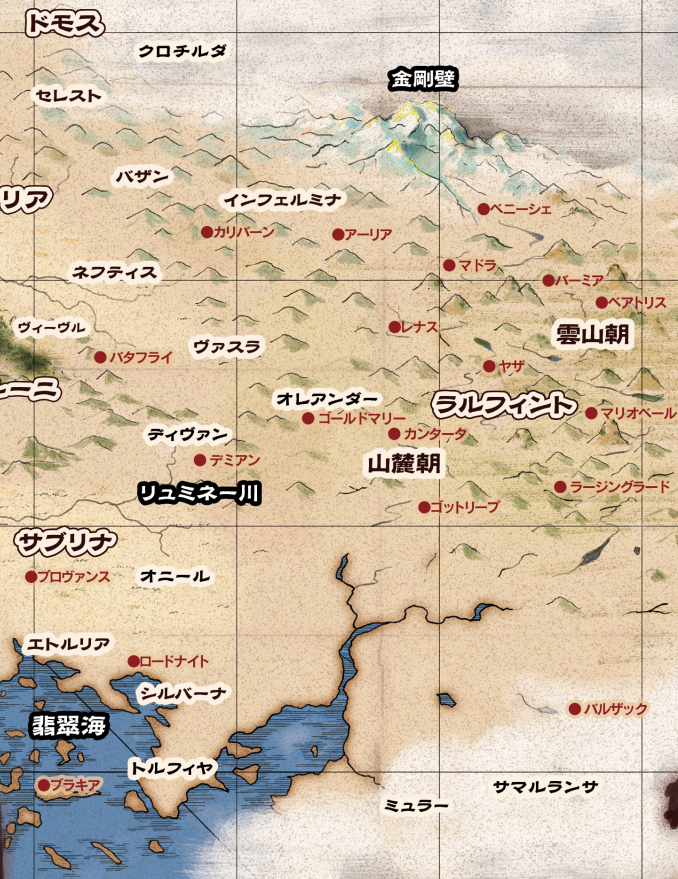 ドモス
クロチルダ
金剛壁
セレスト
バザン
リア
インフェルミナ
ベニーシェ
カリバーン
アーリア
マドラ
ネフティス
バーミア
ベアトリス
ヴィーヴル
レナス
雲山朝
ヴァスラ
バタフライ
ヤザ
レーニ
オレアンダー
ラルフィント
ゴールドマリー
マリオベール
ディヴァン
カンタータ
デミアン
山麓朝
リュミネー川
ラージングラード
ゴットリープ
サブリナ
プロヴァンス
オニール
エトルリア
ロードナイト
シルバーナ
バルザック
翡翠海
トルフィヤ
ブラキア
サマルランサ
ミュラー